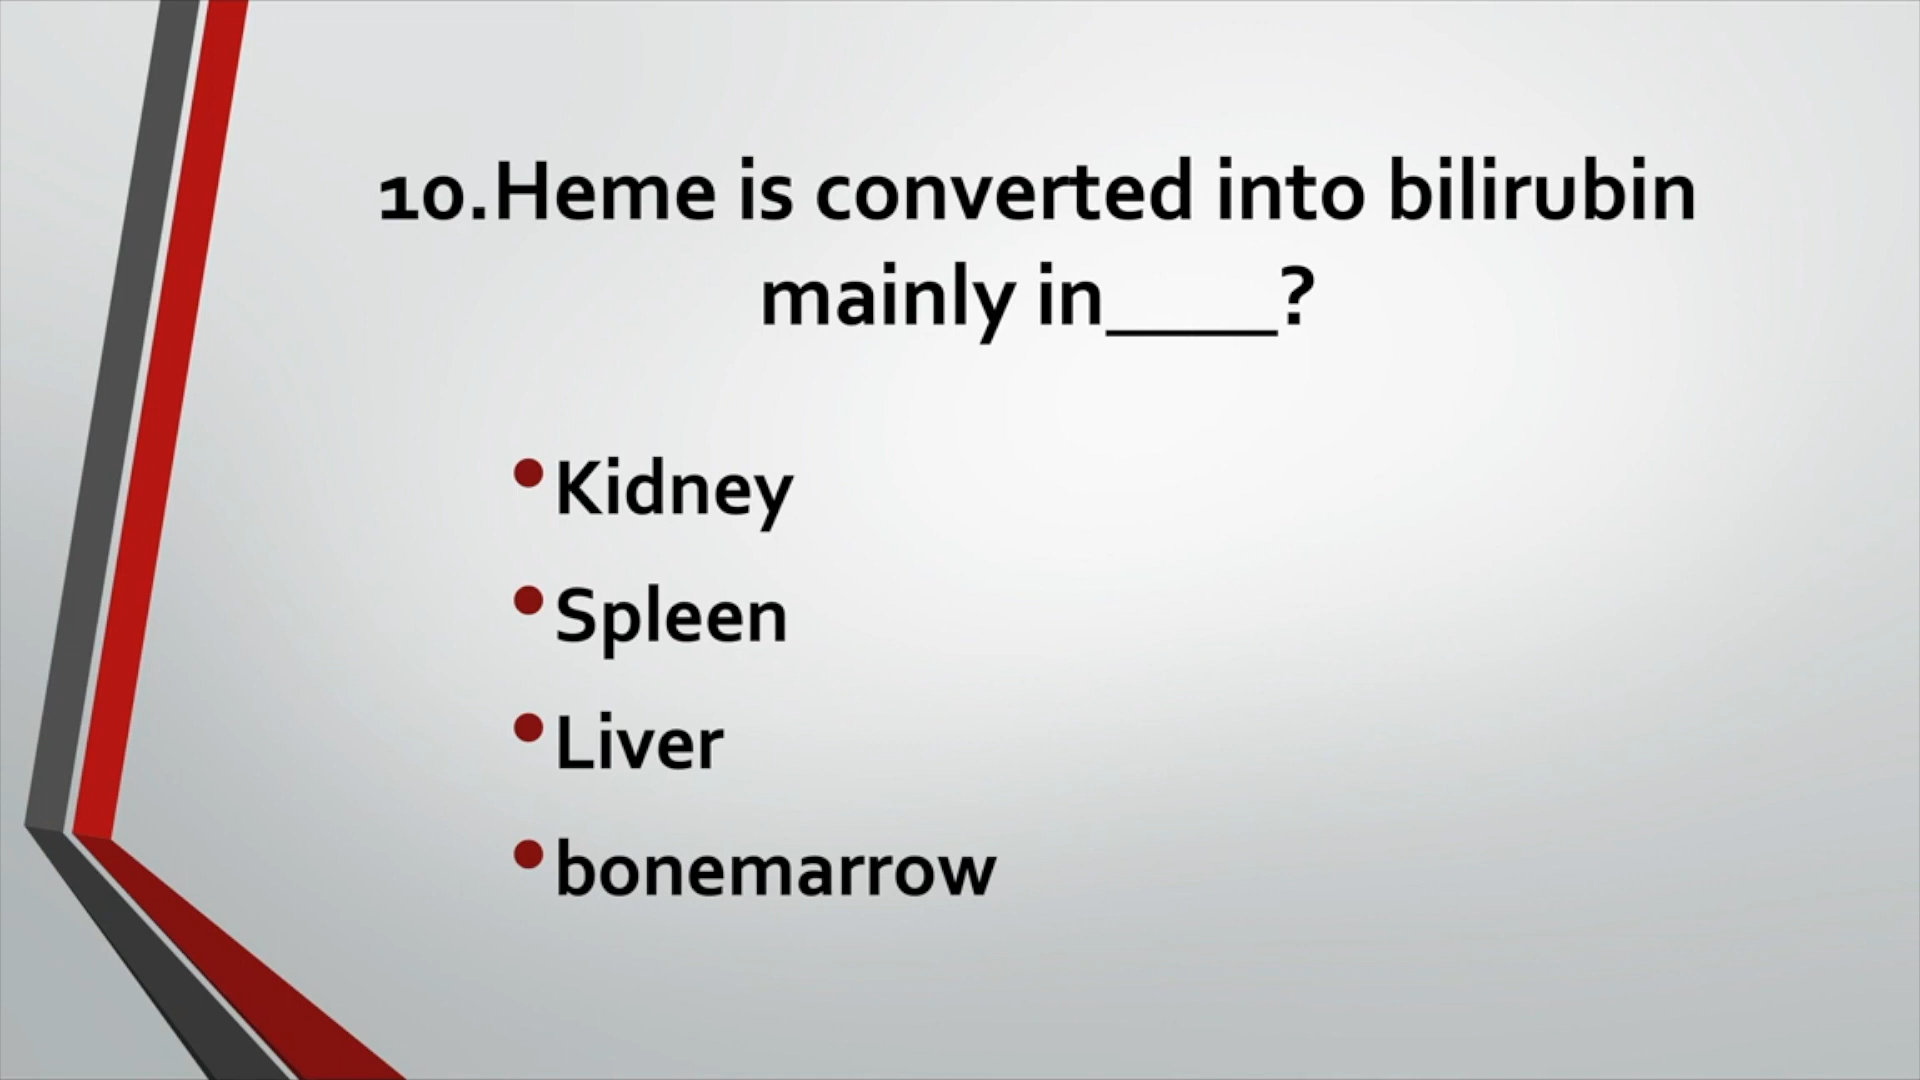 10.Heme is converted into bilirubin
mainly in____?
•Kidney
•Spleen
•Liver
•bonemarrow